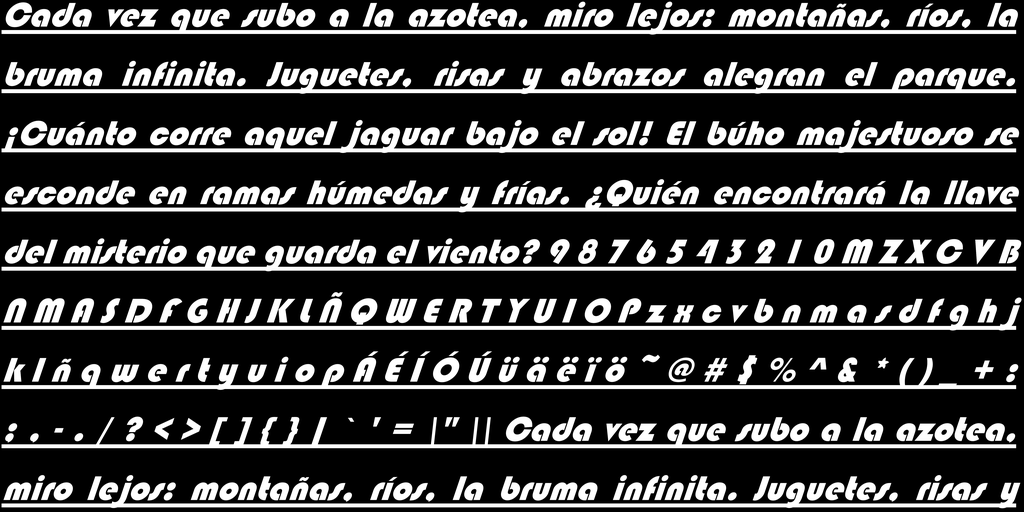 Cada vez que subo a la azotea, miro lejos: montañas, ríos, la
bruma infinita. Juguetes, risas y abrazos alegran el parque.
¡Cuánto corre aquel jaguar bajo el sol! El búho majestuoso se
esconde en ramas húmedas y frías. ¿Quién encontrará la llave
del misterio que guarda el viento? 9 8 7 6 5 4 3 2 1 0 M Z X C V B
N M A S D F G H J K L Ñ Q W E R T Y U I O P z x c v b n m a s d f g h j
k l ñ q w e r t y u i o p Á É Í Ó Ú ü ä ë ï ö ~ @ # $ % ^ & * ( ) _ + :
; , - . / ? < > [ ] { } | ` ' = |" || Cada vez que subo a la azotea,
miro lejos: montañas, ríos, la bruma infinita. Juguetes, risas y